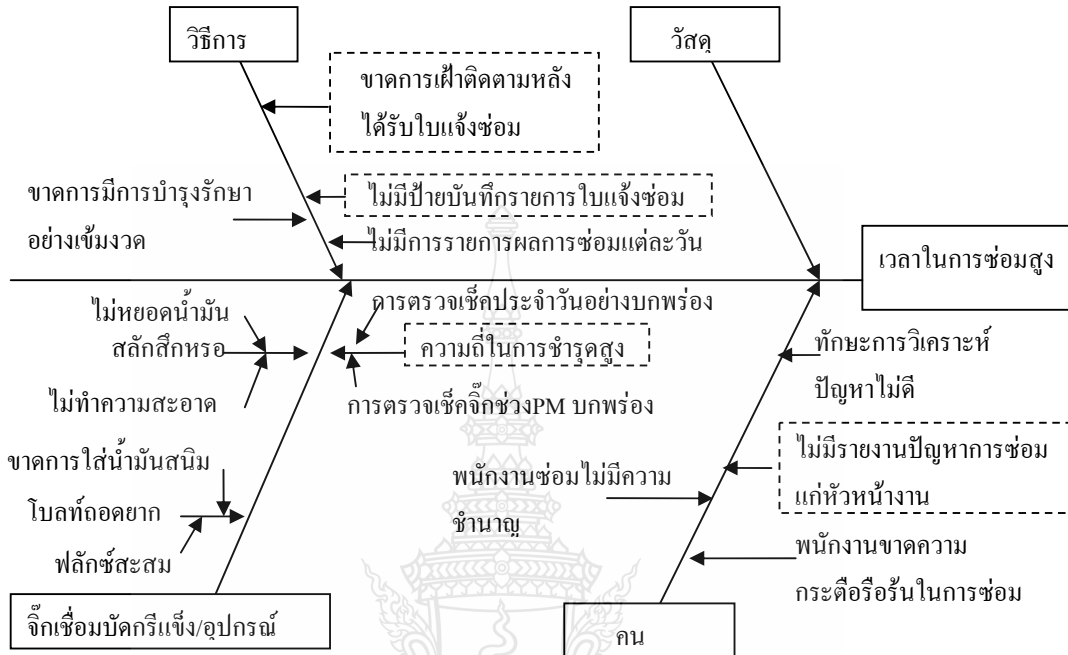 วิธีการ
วัสดุ
ขาดการเฝ้าติดตามหลัง
ได้รับใบแจ้งซ่อม
ไม่มีป้ายบันทึกรายการใบแจ้งซ่อม
ขาดการมีการบำรุงรักษา
อย่างเข้มงวด
ไม่มีการรายการผลการซ่อมแต่ละวัน
เวลาในการซ่อมสูง
ไม่หยอดน้ำมัน
สลักสึกหรอ
ไม่ทำความสะอาด
การตรวจเช็คประจำวันอย่างบกพร่อง
ความถี่ในการชำรุดสูง
การตรวจเช็คจิ๊กช่วงPM บกพร่อง
ขาดการใส่น้ำมันสนิม
โบลท์ถอดยาก
ฟลักซ์สะสม
ทักษะการวิเคราะห์
ปัญหาไม่ดี
ไม่มีรายงานปัญหาการซ่อม
แก่หัวหน้างาน
พนักงานซ่อมไม่มีความ
ชำนาญ
พนักงานขาดความ
กระตือรือร้นในการซ่อม
จิ๊กเชื่อมบัดกรีแข็ง/อุปกรณ์
คน